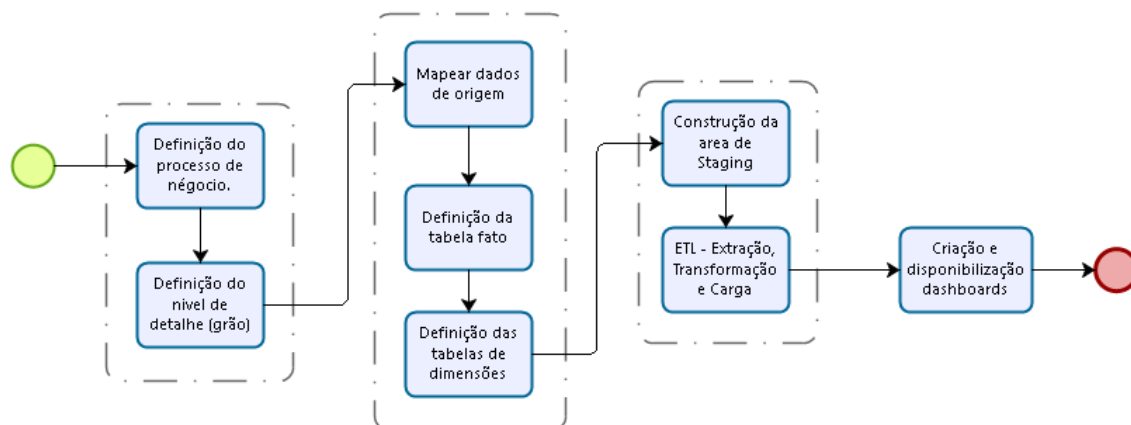 Definição do
processo de
négocio.
Definição do
nivel de
detalhe (grão)
Mapear dados
de origem
Definição da
tabela fato
Definição das
tabelas de
dimensões
Construção da
area de
Staging
ETL - Extração,
Transformação
e Carga
Criação e
disponibilização
dashboards